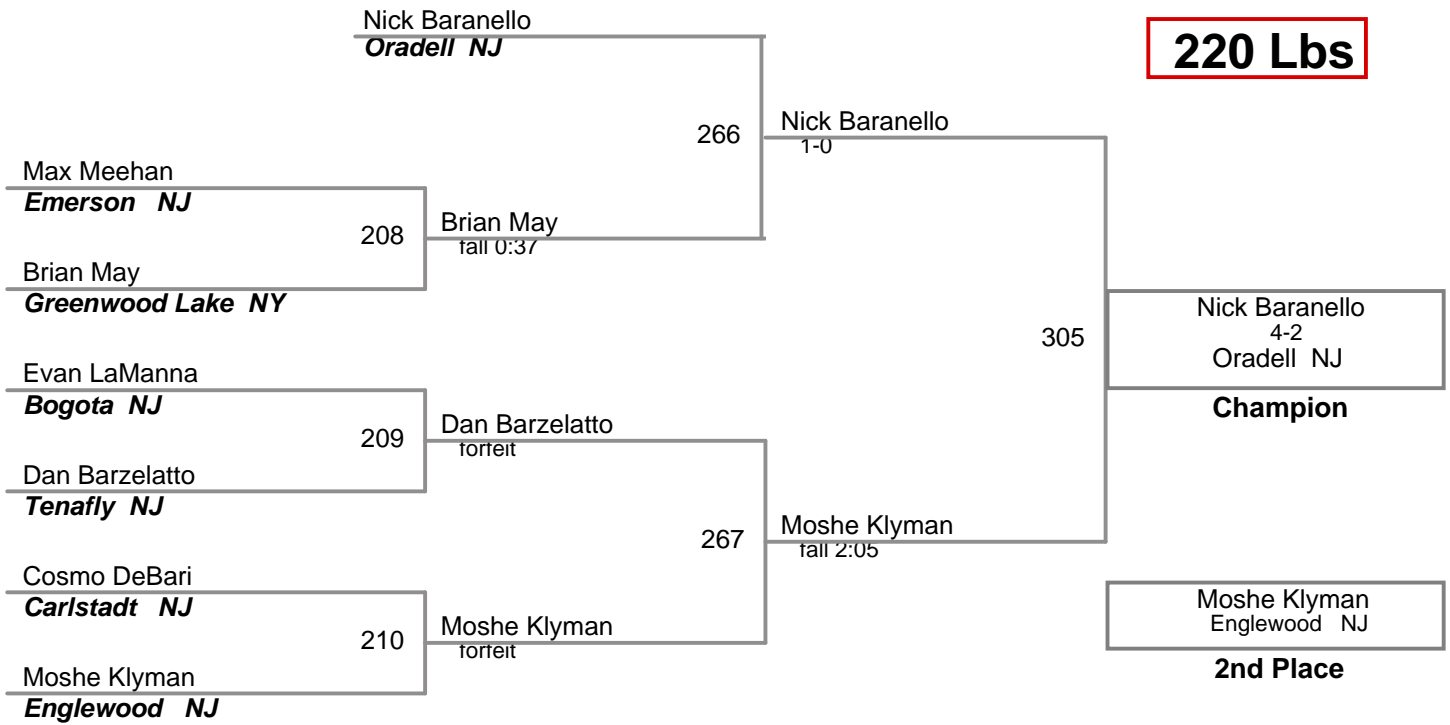 Nick Baranello
Oradell NJ
220 Lbs
266
Nick Baranello
1-0
Max Meehan
Emerson NJ
208
Brian May
fall 0:37
Brian May
Greenwood Lake NY
305
Nick Baranello
4-2
Oradell NJ
Champion
Evan LaManna
Bogota NJ
209
Dan Barzelatto
forfeit
Dan Barzelatto
Tenafly NJ
267
Moshe Klyman
fall 2:05
Cosmo DeBari
Carlstadt NJ
210
Moshe Klyman
forfeit
Moshe Klyman
Englewood NJ
Moshe Klyman
Englewood NJ
2nd Place